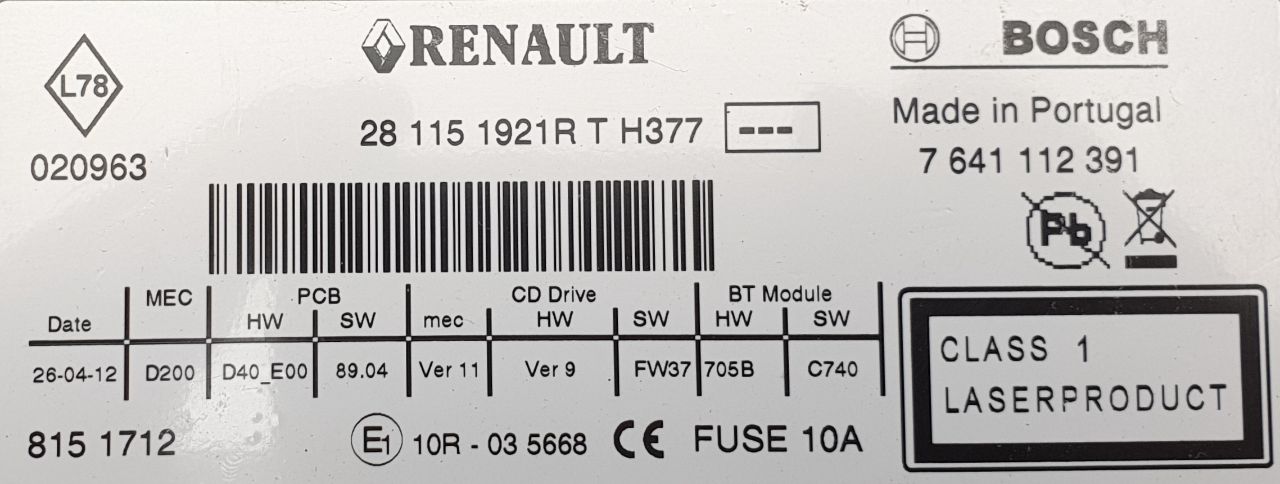 L78
020963
RENAULT
28 115 1921R T H377 ---
BOSCH
Made in Portugal
7 641 112 391
Pb
MEC PCB CD Drive BT Module
Date HW SW mec HW SW HW SW
26-04-12 D200 D40_E00 89.04 Ver 11 Ver 9 FW37 705B C740
CLASS 1
LASERPRODUCT
815 1712 E1 10R - 03 5668 CE FUSE 10A